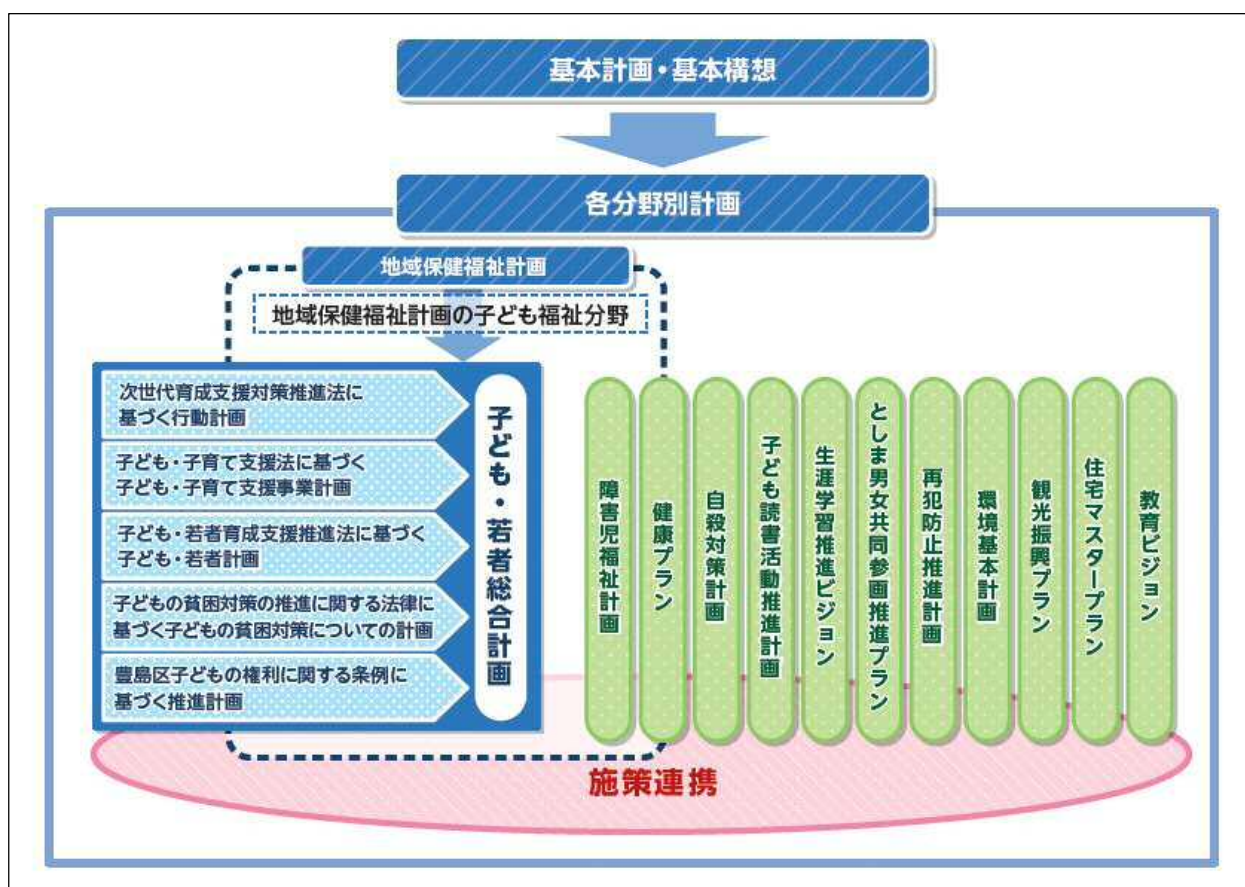 基本計画・基本構想
各分野別計画
地域保健福祉計画
地域保健福祉計画の子ども福祉分野
次世代育成支援対策推進法に
基づく行動計画
子ども・子育て支援法に基づく
子ども・子育て支援事業計画
子ども・若者育成支援推進法に基づく
子ども・若者計画
子どもの貧困対策の推進に関する法律に
基づく子どもの貧困対策についての計画
豊島区子どもの権利に関する条例に
基づく推進計画
子ども・若者総合計画
障害児福祉計画
健康プラン
自殺対策計画
子ども読書活動推進計画
生涯学習推進ビジョン
としま男女共同参画推進プラン
再犯防止推進計画
環境基本計画
観光振興プラン
住宅マスタープラン
教育ビジョン
施策連携